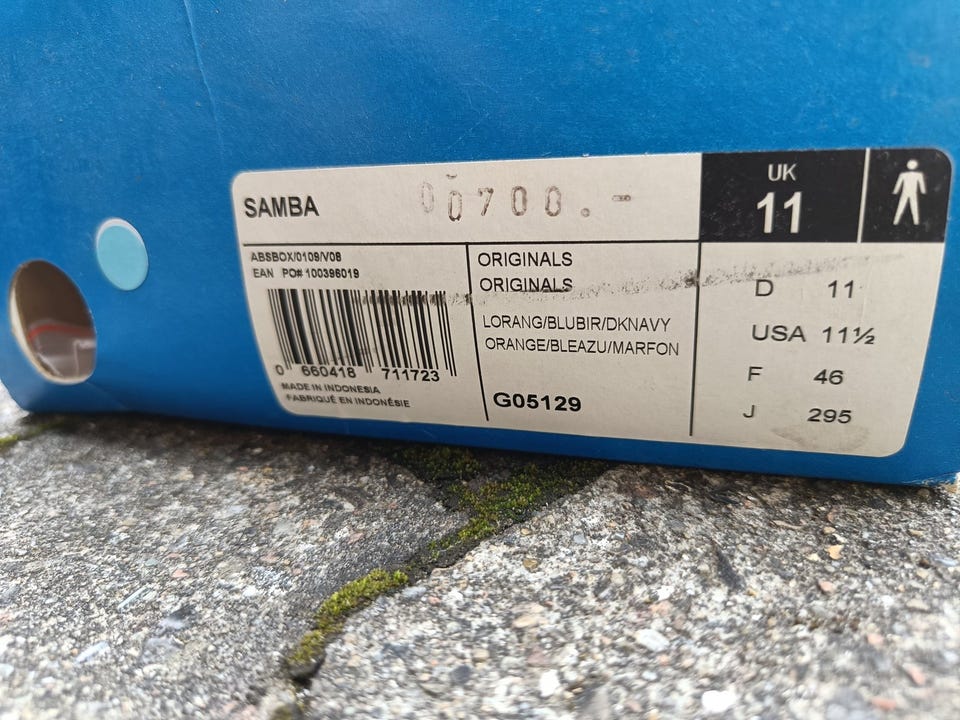 SAMBA
00700.-
UK
11
ABSBOX/0109/V08
EAN PO# 100396019
0 660418 711723
MADE IN INDONESIA
FABRIQUÉ EN INDONÉSIE
ORIGINALS
ORIGINALS
LORANG/BLUBIR/DKNAVY
ORANGE/BLEAZU/MARFON
G05129
D 11
USA 11½
F 46
J 295